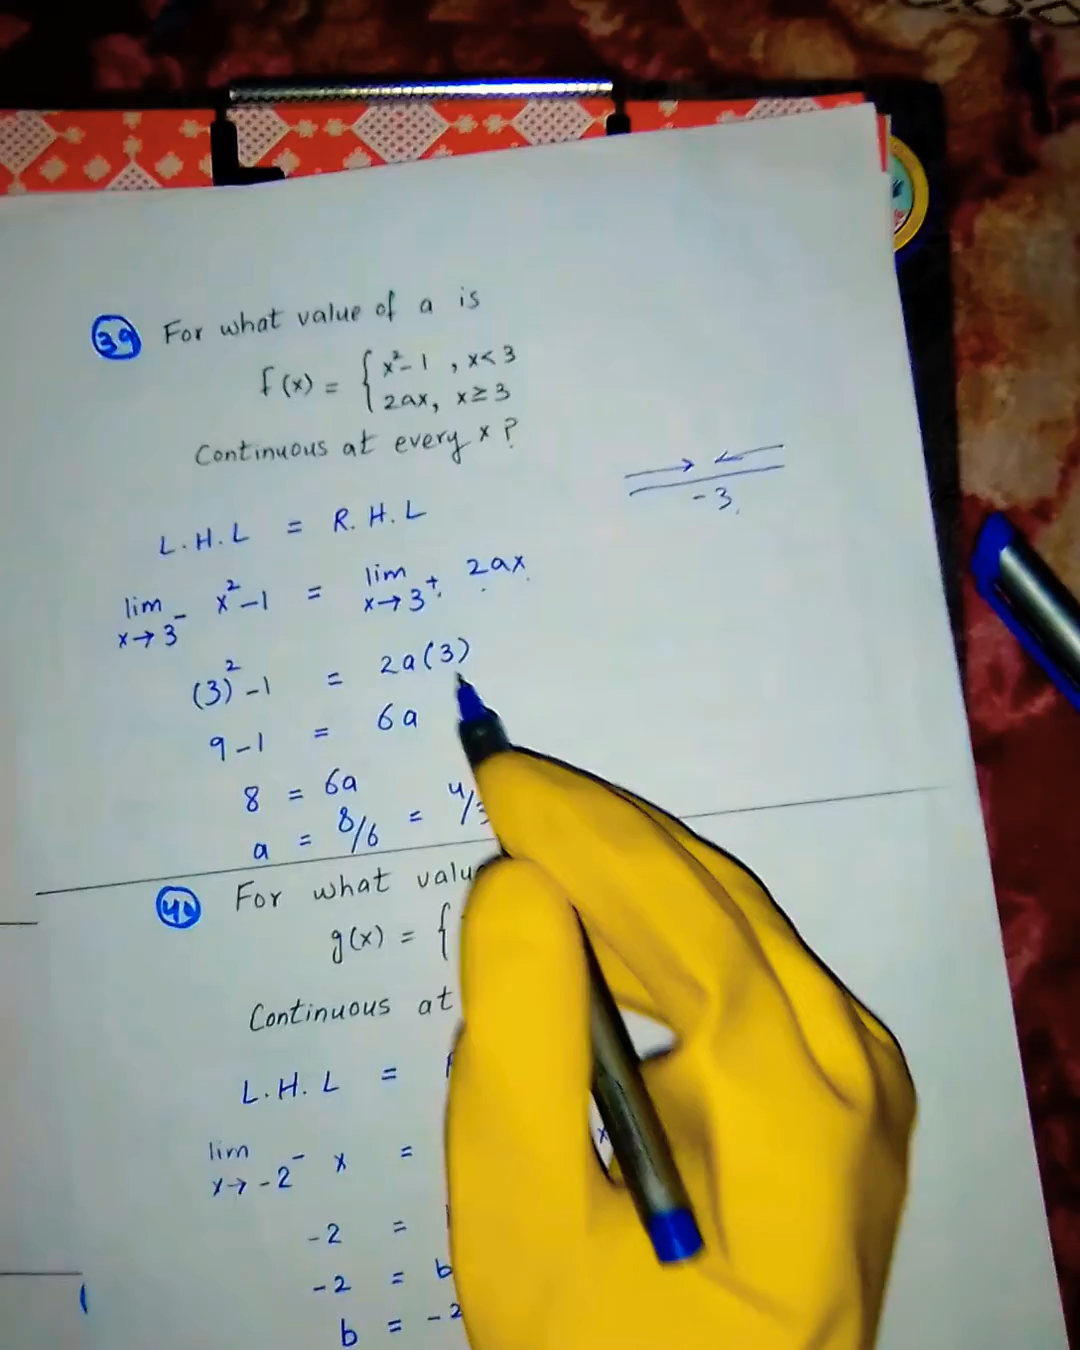 39 For what value of a is
f(x) = { x²-1 , x<3
2ax, x≥3
Continuous at every x ?
-3
L.H.L = R.H.L
lim x→3⁻ x²-1 = lim x→3⁺ 2ax
(3)²-1 = 2a(3)
9-1 = 6a
8 = 6a
a = 8/6 = 4/3
40 For what
g(x) = {
Continuous at
L.H.L =
lim x→-2⁻ x =
-2 =
-2 = b
b = -2